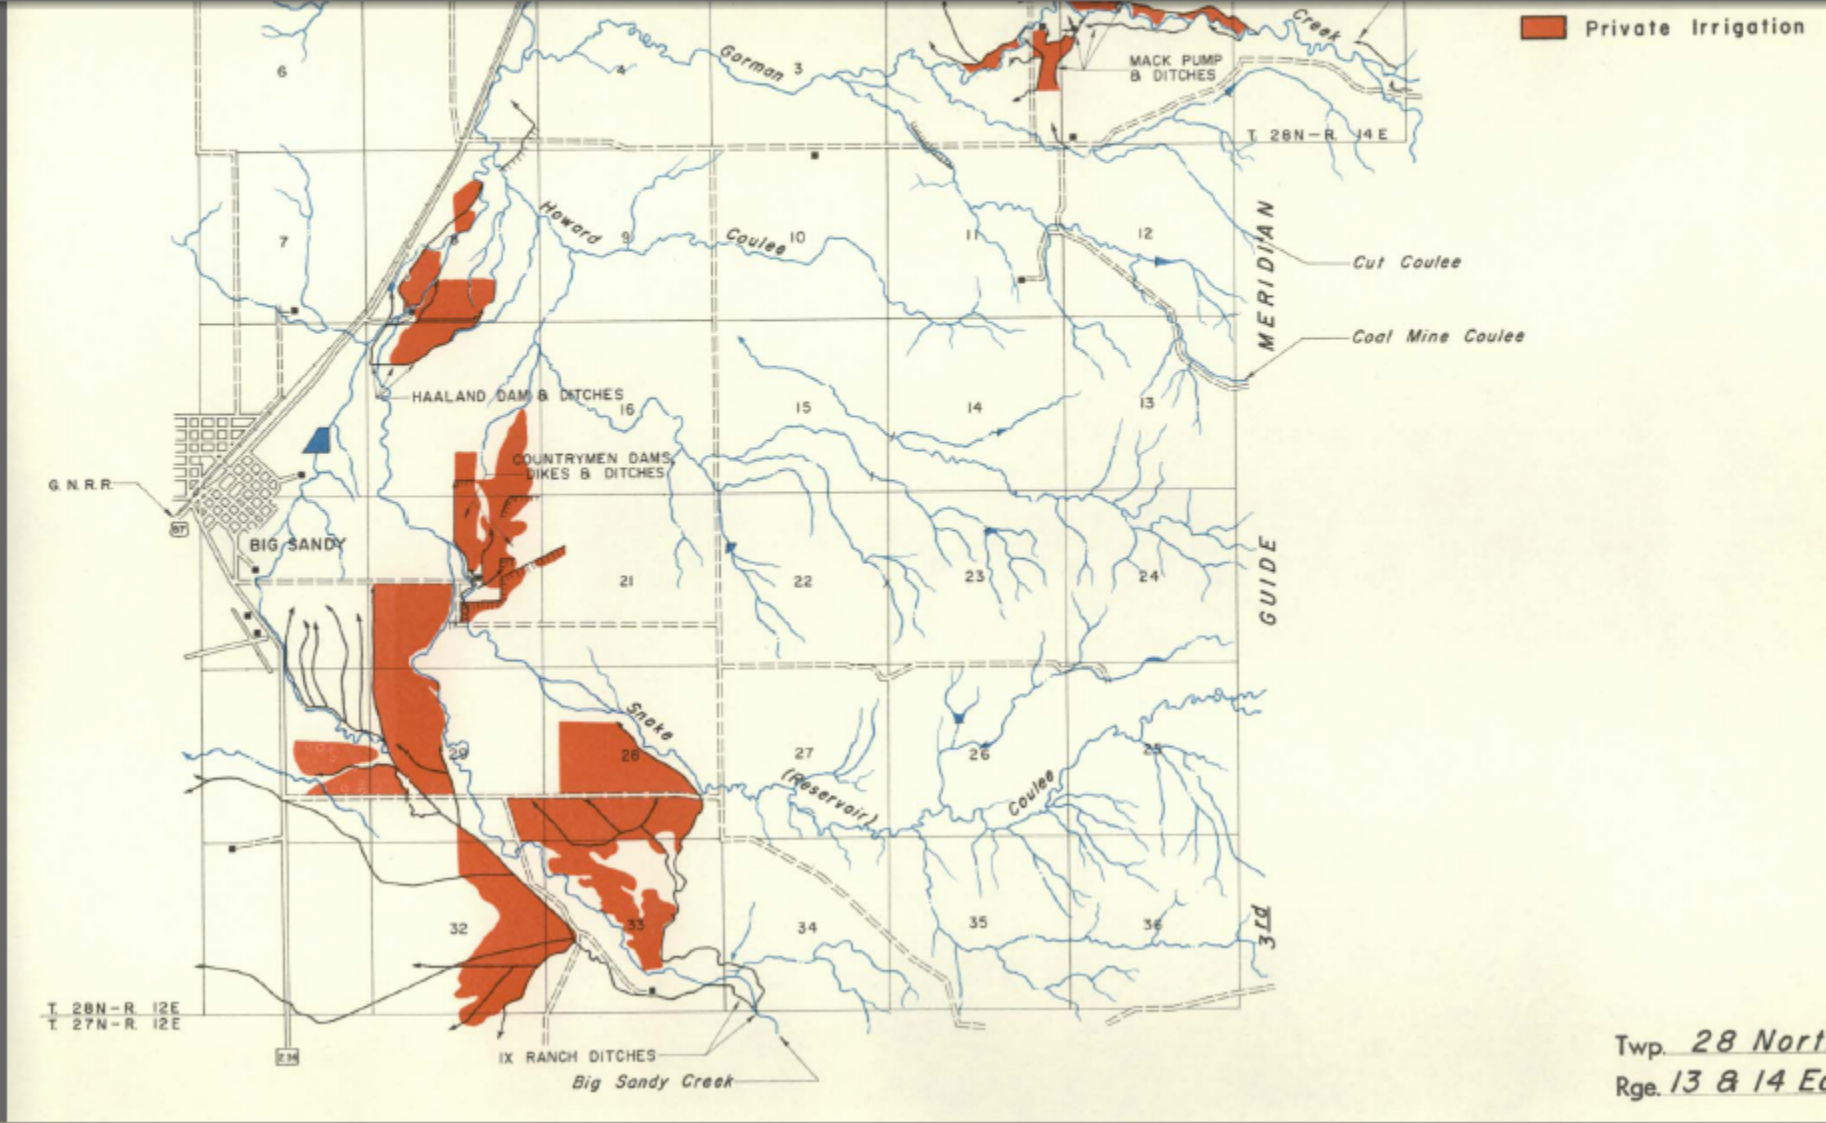 Creek
Private Irrigation
Gorman
3
4
6
MACK PUMP
& DITCHES
T. 28N-R. 14E
MERIDIAN
Howard
Coulee
7
8
9
10
11
12
Cut Coulee
Coal Mine Coulee
HAALAND DAM & DITCHES
16
15
14
13
COUNTRYMEN DAMS,
DIKES & DITCHES
G. N. R. R.
87
BIG SANDY
21
22
23
24
GUIDE
Snake
29
28
27
26
25
(Reservoir)
Coulee
32
33
34
35
36
3rd
T. 28N-R. 12E
T. 27N-R. 12E
236
IX RANCH DITCHES
Big Sandy Creek
Twp. 28 Nort
Rge. 13 & 14 Ea